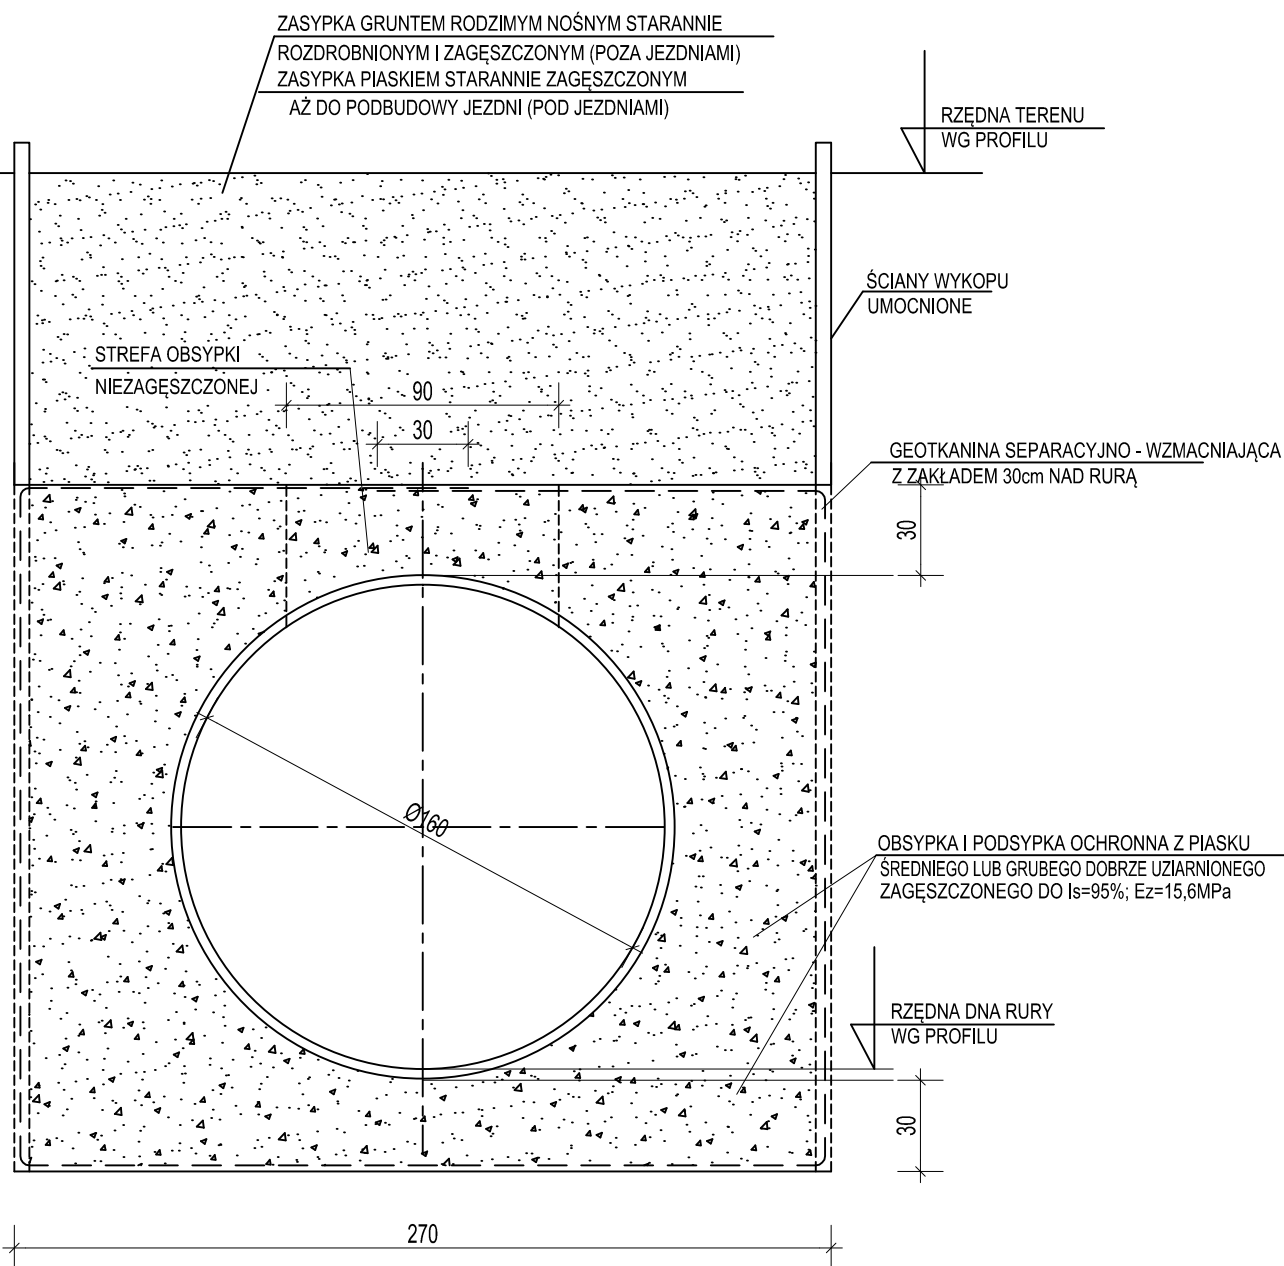 ZASYPKA GRUNTEM RODZIMYM NOŚNYM STARANNIE
ROZDROBNIONYM I ZAGĘSZCZONYM (POZA JEZDNIAMI)
ZASYPKA PIASKIEM STARANNIE ZAGĘSZCZONYM
AŻ DO PODBUDOWY JEZDNI (POD JEZDNIAMI)
RZĘDNA TERENU
WG PROFILU
ŚCIANY WYKOPU
UMOCNIONE
STREFA OBSYPKI
NIEZAGĘSZCZONEJ
90
30
GEOTKANINA SEPARACYJNO - WZMACNIAJĄCA
Z ZAKŁADEM 30cm NAD RURĄ
30
Ø160
OBSYPKA I PODSYPKA OCHRONNA Z PIASKU
ŚREDNIEGO LUB GRUBEGO DOBRZE UZIARNIONEGO
ZAGĘSZCZONEGO DO Is=95%; Ez=15,6MPa
RZĘDNA DNA RURY
WG PROFILU
30
270